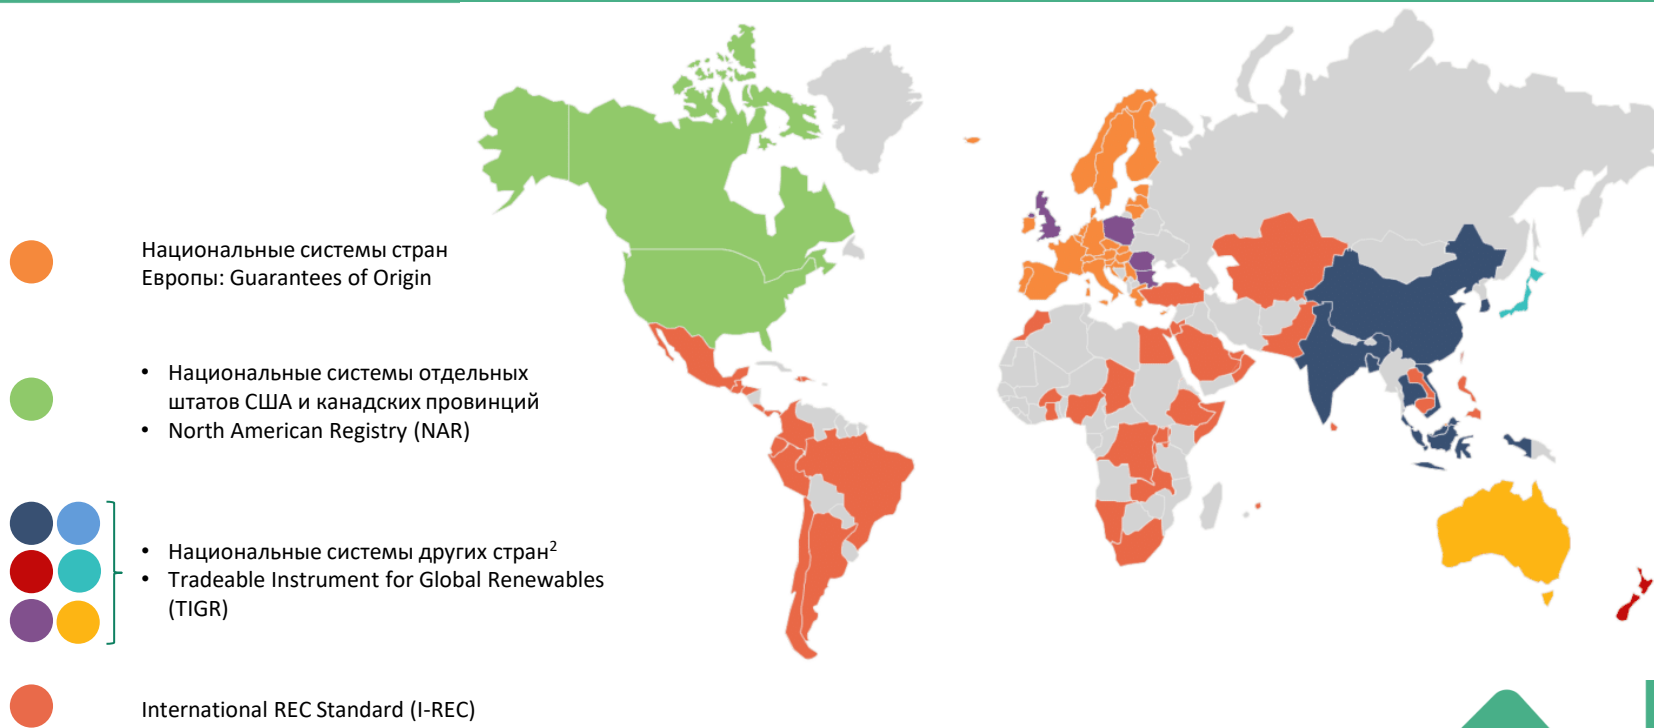 Национальные системы стран
Европы: Guarantees of Origin
• Национальные системы отдельных
штатов США и канадских провинций
• North American Registry (NAR)
• Национальные системы других стран²
• Tradeable Instrument for Global Renewables
(TIGR)
International REC Standard (I-REC)